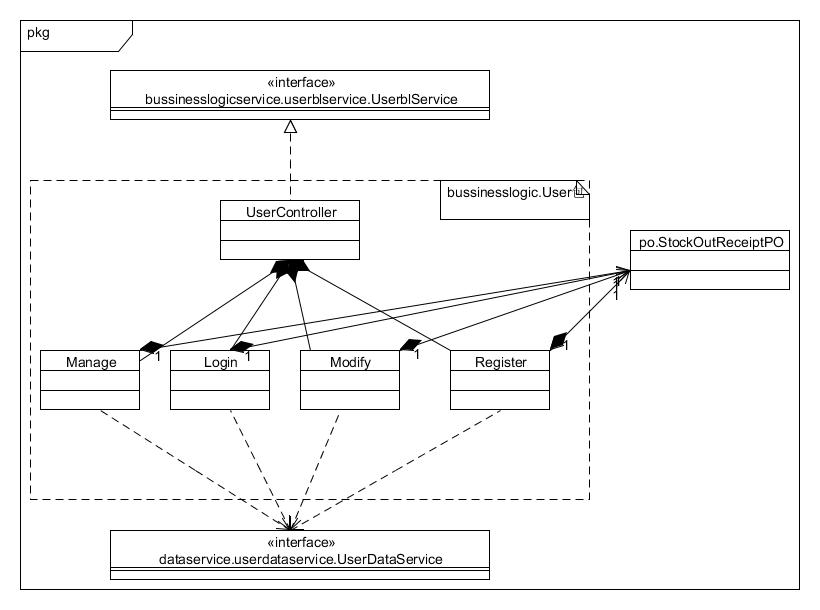 pkg
«interface»
bussinesslogicservice.userblservice.UserblService
bussinesslogic.User
UserController
po.StockOutReceiptPO
1
1
1
1
1
Manage
Login
Modify
Register
«interface»
dataservice.userdataservice.UserDataService